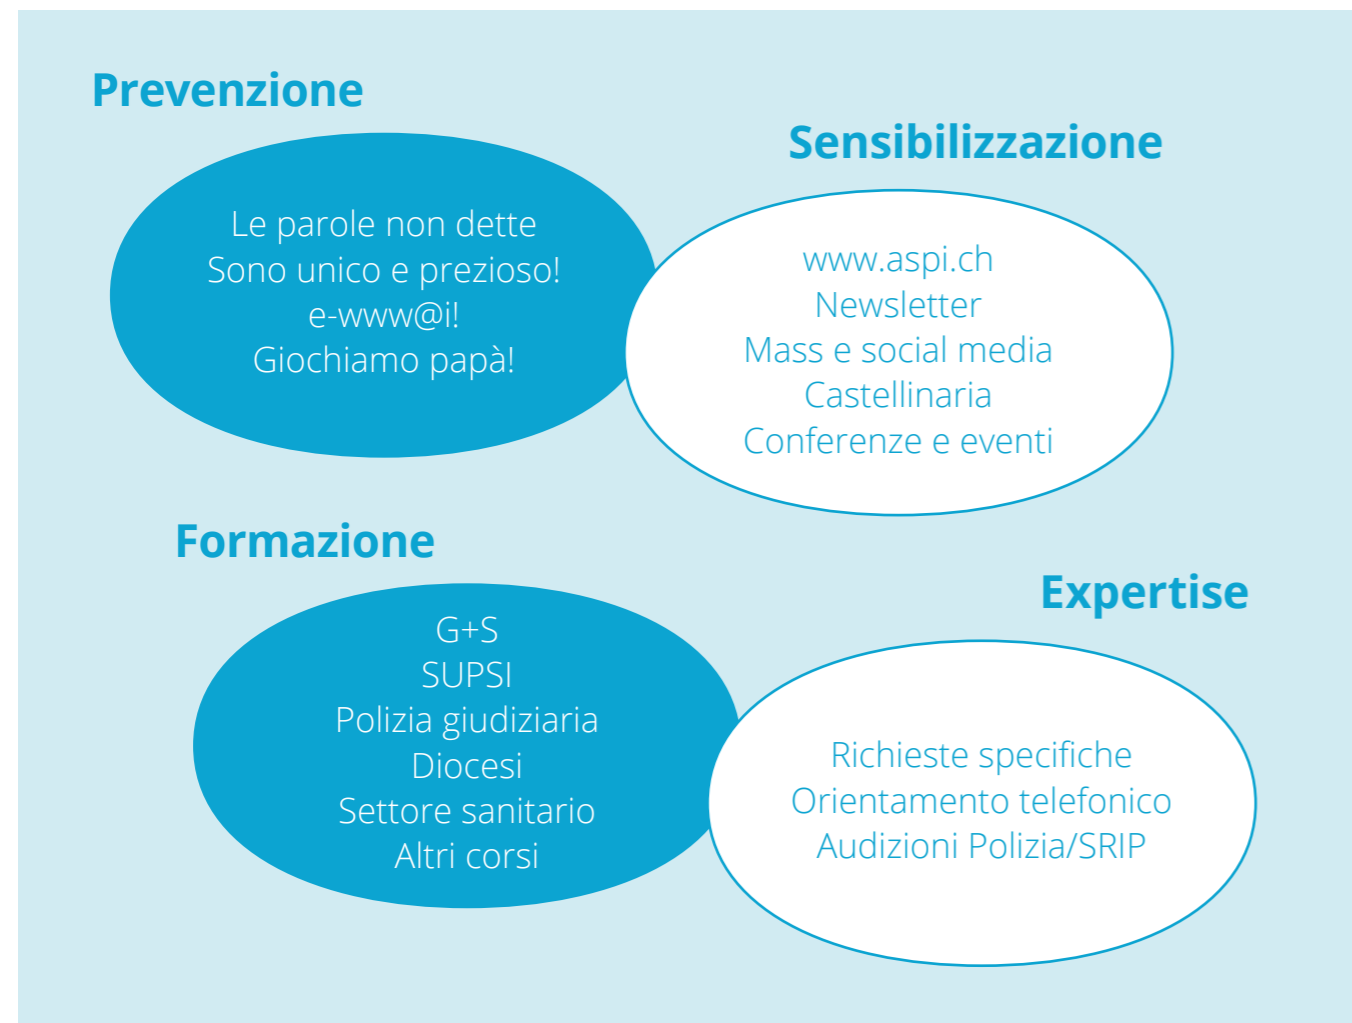 Prevenzione
Le parole non dette
Sono unico e prezioso!
e-www@i!
Giochiamo papà!
Sensibilizzazione
www.aspi.ch
Newsletter
Mass e social media
Castellinaria
Conferenze e eventi
Formazione
G+S
SUPSI
Polizia giudiziaria
Diocesi
Settore sanitario
Altri corsi
Expertise
Richieste specifiche
Orientamento telefonico
Audizioni Polizia/SRIP